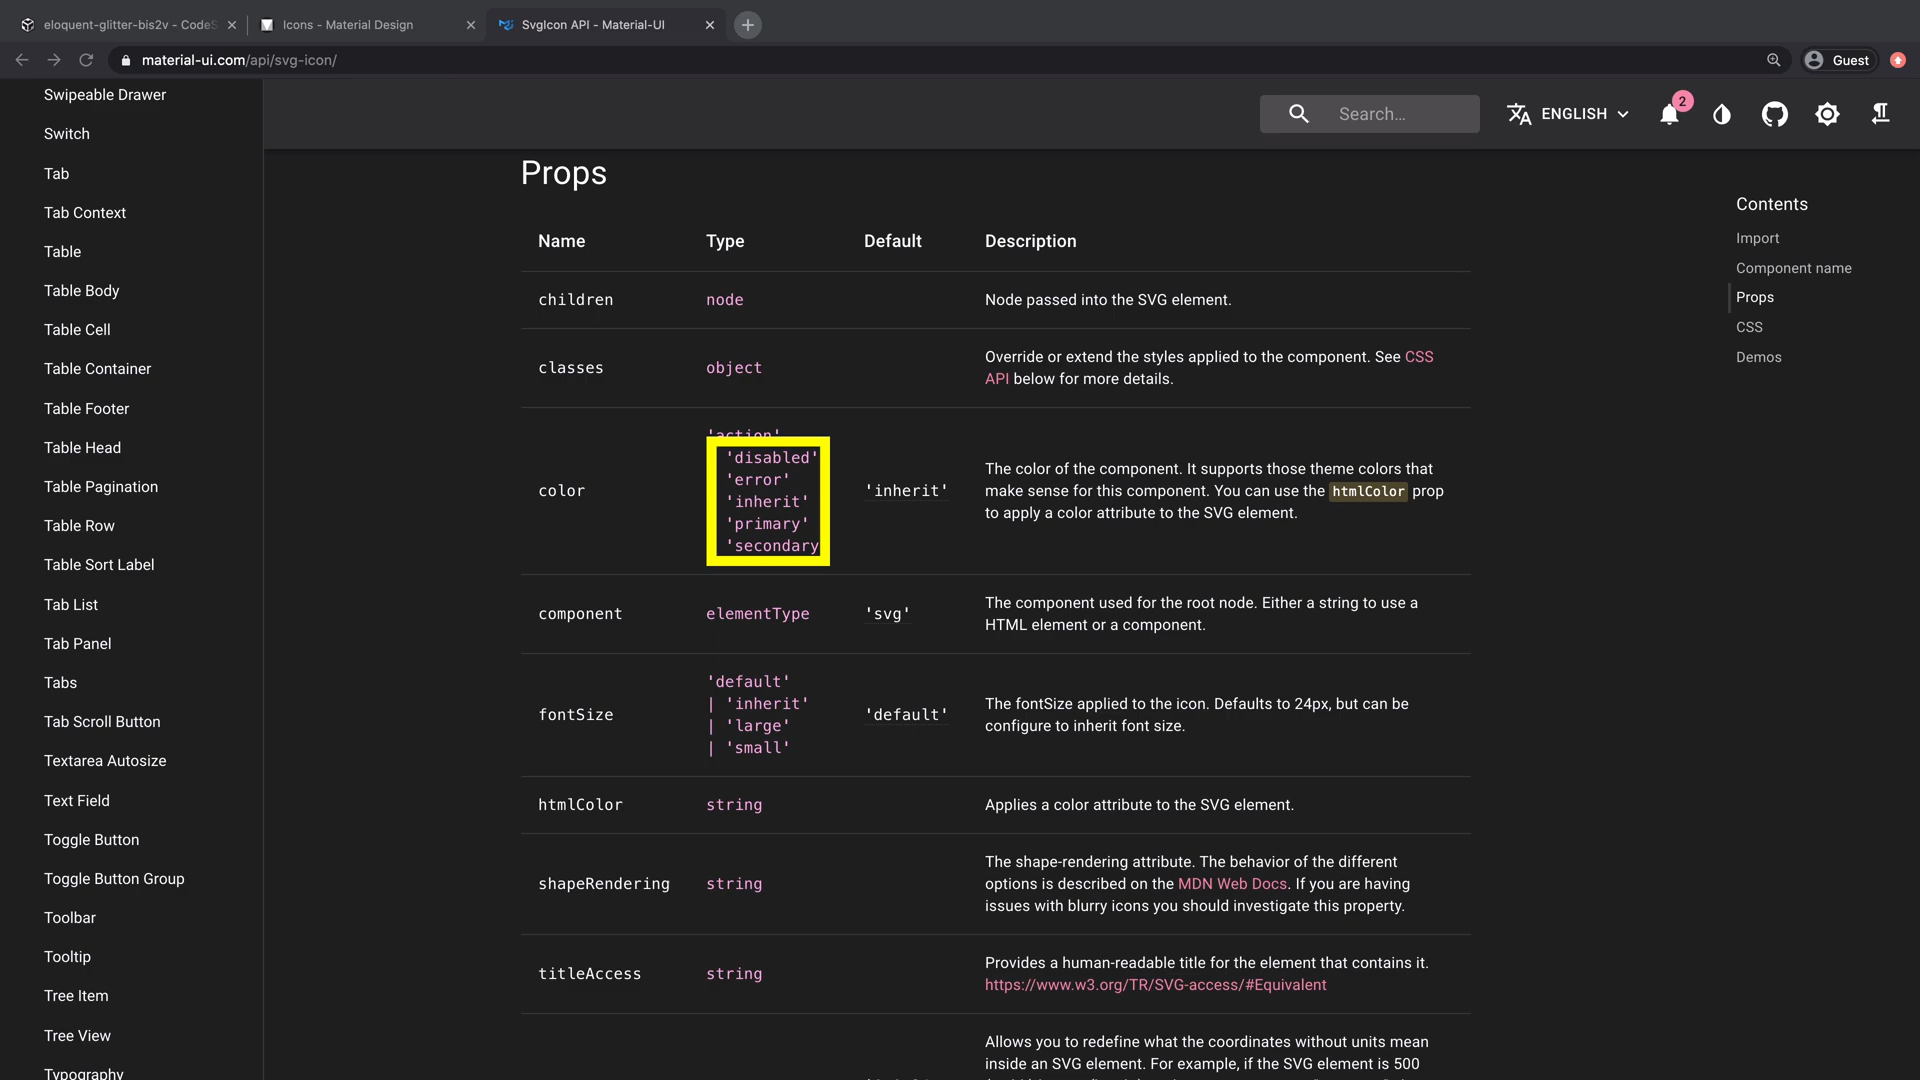 eloquent-glitter-bis2v - CodeS
Icons - Material Design
SvgIcon API - Material-UI
material-ui.com/api/svg-icon/
Guest
Search…
ENGLISH
2
Swipeable Drawer
Switch
Tab
Tab Context
Table
Table Body
Table Cell
Table Container
Table Footer
Table Head
Table Pagination
Table Row
Table Sort Label
Tab List
Tab Panel
Tabs
Tab Scroll Button
Textarea Autosize
Text Field
Toggle Button
Toggle Button Group
Toolbar
Tooltip
Tree Item
Tree View
Typography
Props
Name Type Default Description
children node Node passed into the SVG element.
classes object Override or extend the styles applied to the component. See CSS
API below for more details.
color
'action'
'disabled'
'error'
'inherit'
'primary'
'secondary
'inherit'
The color of the component. It supports those theme colors that
make sense for this component. You can use the htmlColor prop
to apply a color attribute to the SVG element.
component elementType 'svg'
The component used for the root node. Either a string to use a
HTML element or a component.
fontSize
'default'
| 'inherit'
| 'large'
| 'small'
'default'
The fontSize applied to the icon. Defaults to 24px, but can be
configure to inherit font size.
htmlColor string Applies a color attribute to the SVG element.
shapeRendering string
The shape-rendering attribute. The behavior of the different
options is described on the MDN Web Docs. If you are having
issues with blurry icons you should investigate this property.
titleAccess string
Provides a human-readable title for the element that contains it.
https://www.w3.org/TR/SVG-access/#Equivalent
Allows you to redefine what the coordinates without units mean
inside an SVG element. For example, if the SVG element is 500
Contents
Import
Component name
Props
CSS
Demos